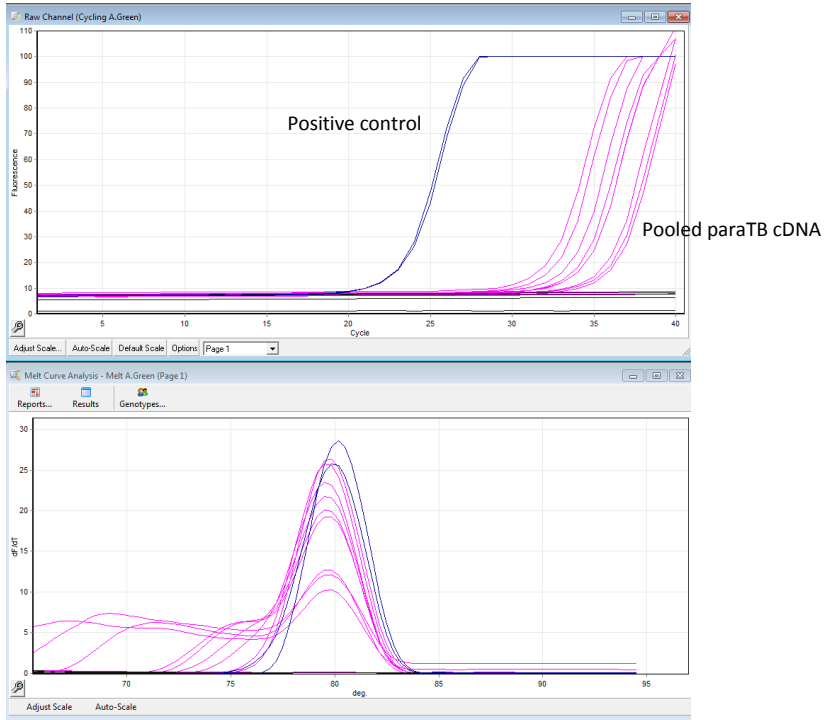 Raw Channel (Cycling A.Green)
110
100
90
80
70
60
50
40
30
20
10
0
Fluorescence
Positive control
Pooled paraTB cDNA
5 10 15 20 25 30 35 40
Cycle
Adjust Scale... Auto-Scale Default Scale Options Page 1
Melt Curve Analysis - Melt A.Green (Page 1)
Reports... Results Genotypes...
30
25
20
15
10
5
0
dF/dT
70 75 80 85 90 95
deg.
Adjust Scale Auto-Scale